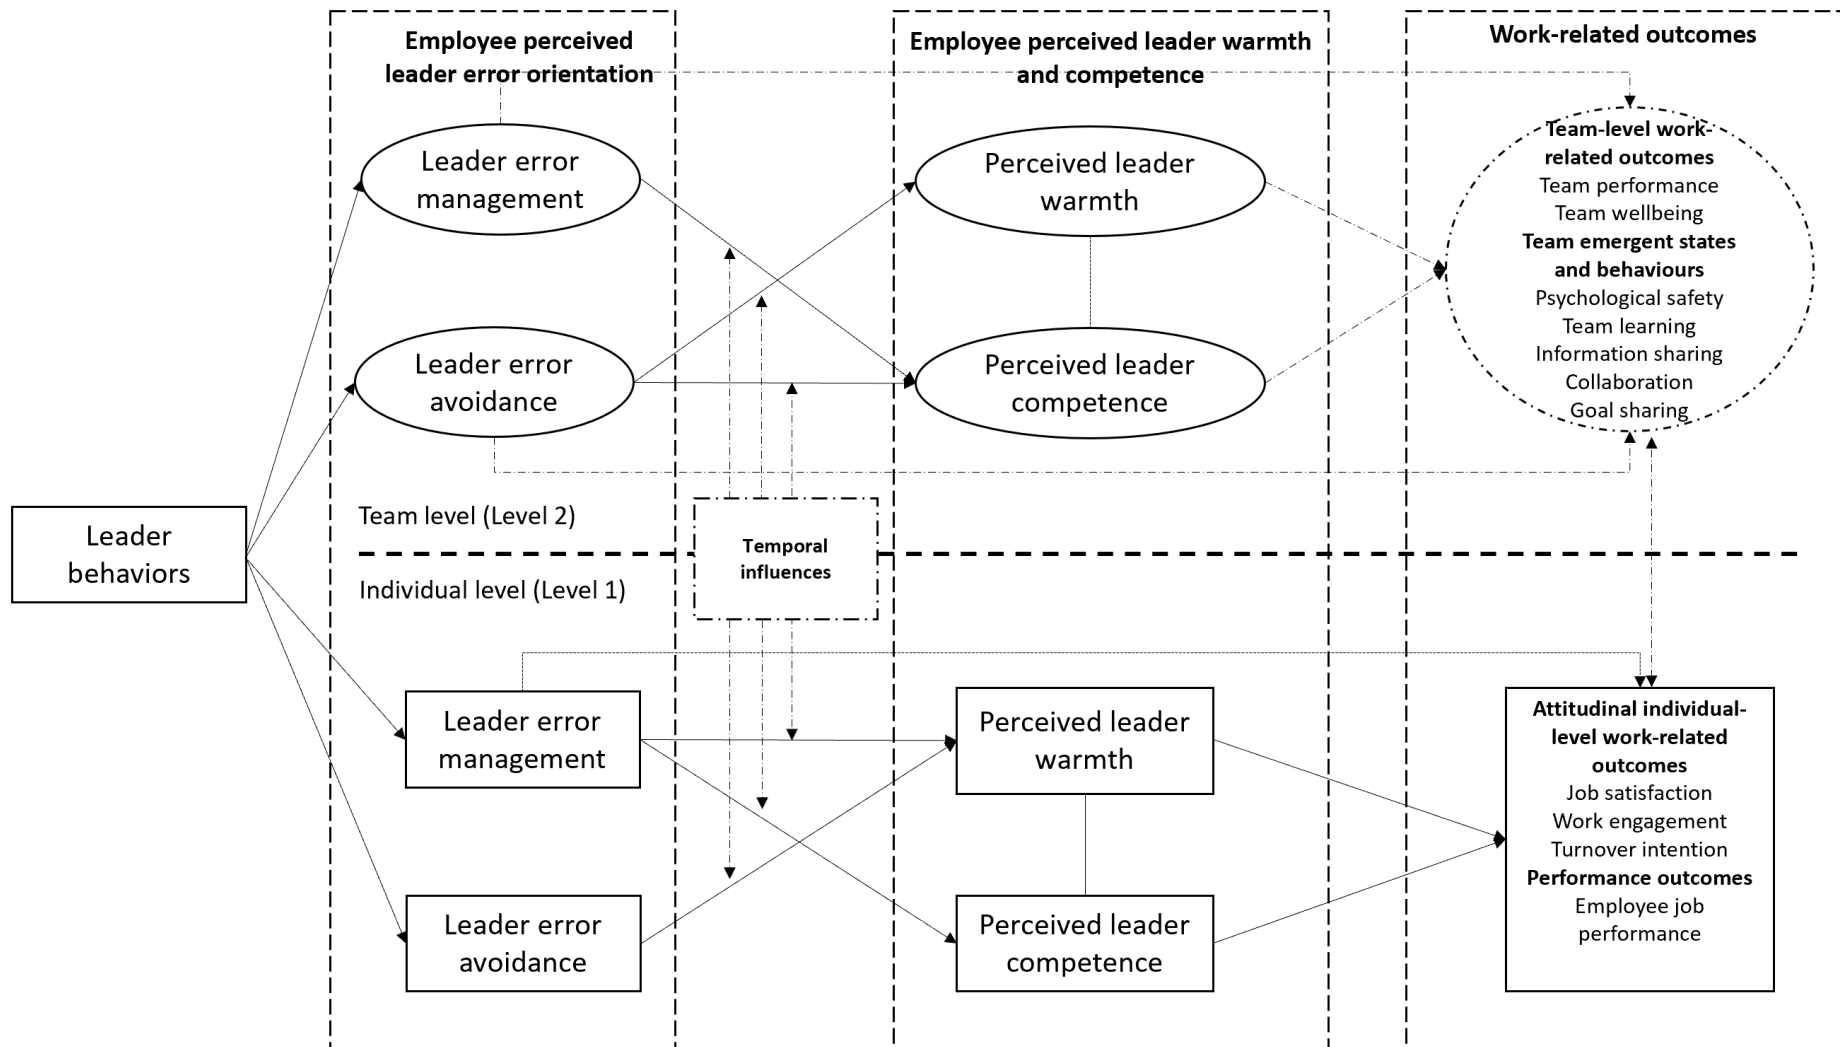 Employee perceived
leader error orientation
Employee perceived leader warmth
and competence
Work-related outcomes
Leader error
management
Perceived leader
warmth
Team-level work-
related outcomes
Team performance
Team wellbeing
Team emergent states
and behaviours
Psychological safety
Team learning
Information sharing
Collaboration
Goal sharing
Leader error
avoidance
Perceived leader
competence
Leader
behaviors
Team level (Level 2)
Temporal
influences
Individual level (Level 1)
Leader error
management
Perceived leader
warmth
Attitudinal individual-
level work-related
outcomes
Job satisfaction
Work engagement
Turnover intention
Performance outcomes
Employee job
performance
Leader error
avoidance
Perceived leader
competence